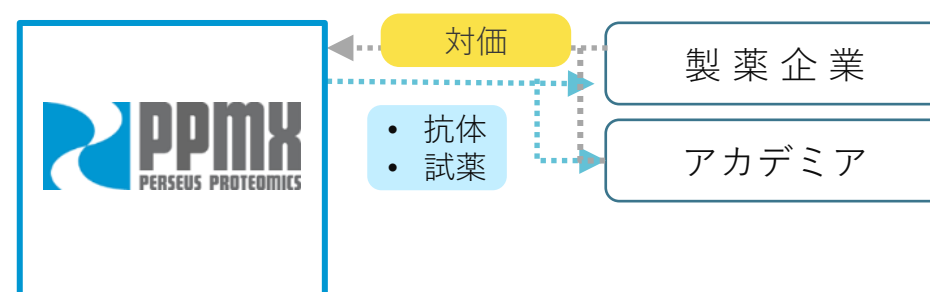 対価
製薬企業
PPMX
PERSEUS PROTEOMICS
• 抗体
• 試薬
アカデミア